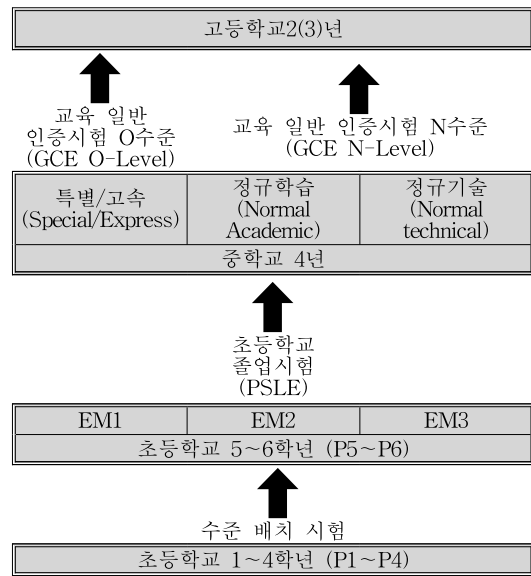 고등학교2(3)년
교육 일반
인증시험 O수준
(GCE O-Level)
교육 일반 인증시험 N수준
(GCE N-Level)
특별/고속
(Special/Express)
정규학습
(Normal
Academic)
정규기술
(Normal
technical)
중학교 4년
초등학교
졸업시험
(PSLE)
EM1
EM2
EM3
초등학교 5~6학년 (P5~P6)
수준 배치 시험
초등학교 1~4학년 (P1~P4)